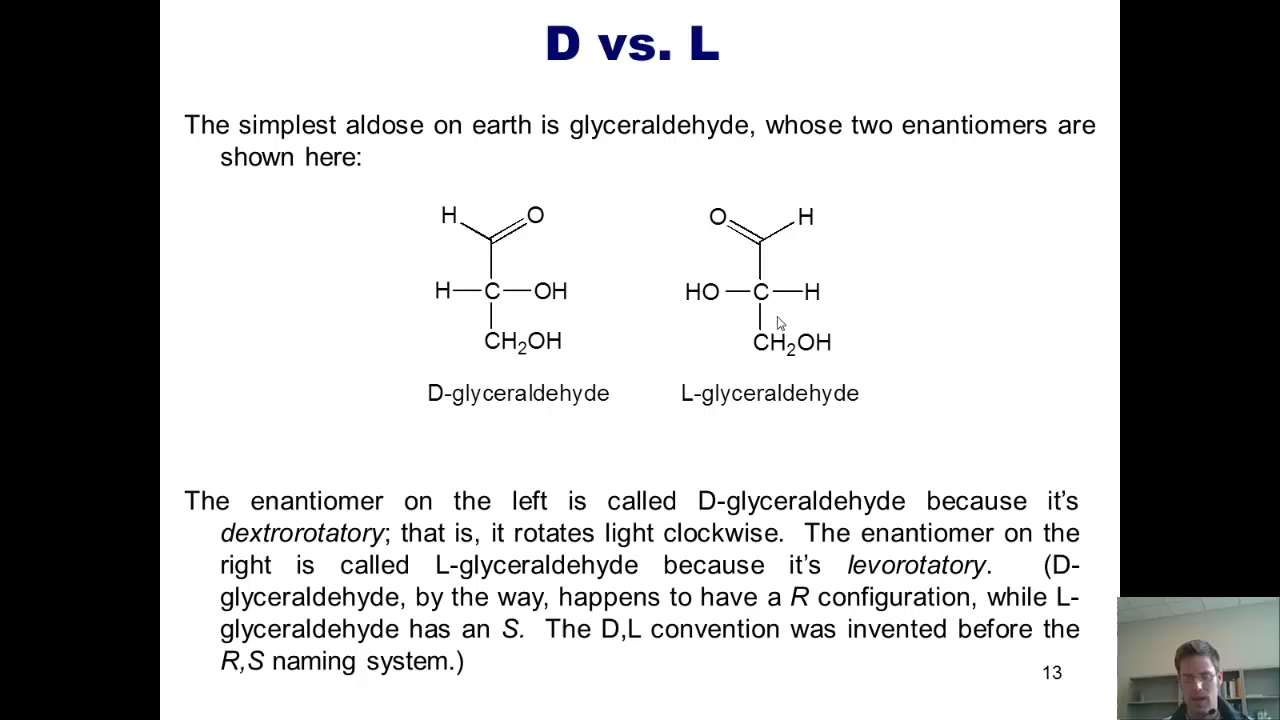 D vs. L
The simplest aldose on earth is glyceraldehyde, whose two enantiomers are
shown here:
H O O H
H C OH HO C H
CH2OH CH2OH
D-glyceraldehyde L-glyceraldehyde
The enantiomer on the left is called D-glyceraldehyde because it's
dextrorotatory; that is, it rotates light clockwise. The enantiomer on the
right is called L-glyceraldehyde because it's levorotatory. (D-
glyceraldehyde, by the way, happens to have a R configuration, while L-
glyceraldehyde has an S. The D,L convention was invented before the
R,S naming system.)
13